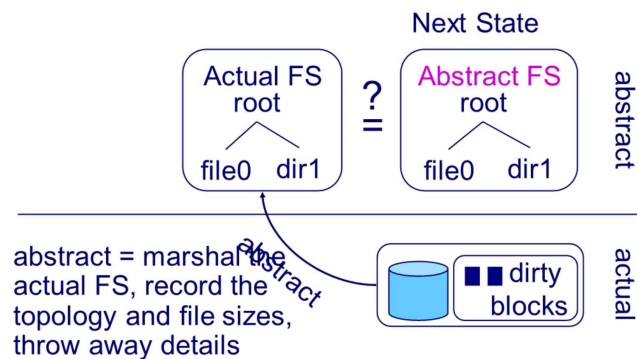 Next State
Actual FS
root
file0 dir1
?
=
Abstract FS
root
file0 dir1
abstract
abstract
abstract = marshal the
actual FS, record the
topology and file sizes,
throw away details
dirty
blocks
actual